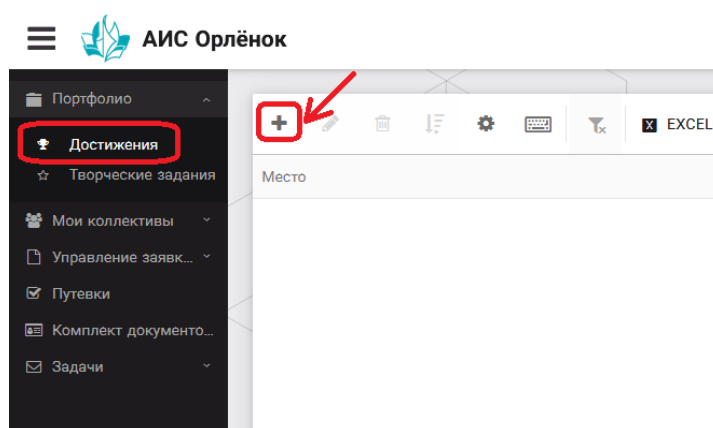 АИС Орлёнок
Портфолио
Достижения
Творческие задания
Мои коллективы
Управление заявк...
Путевки
Комплект документо...
Задачи
X EXCEL
Место